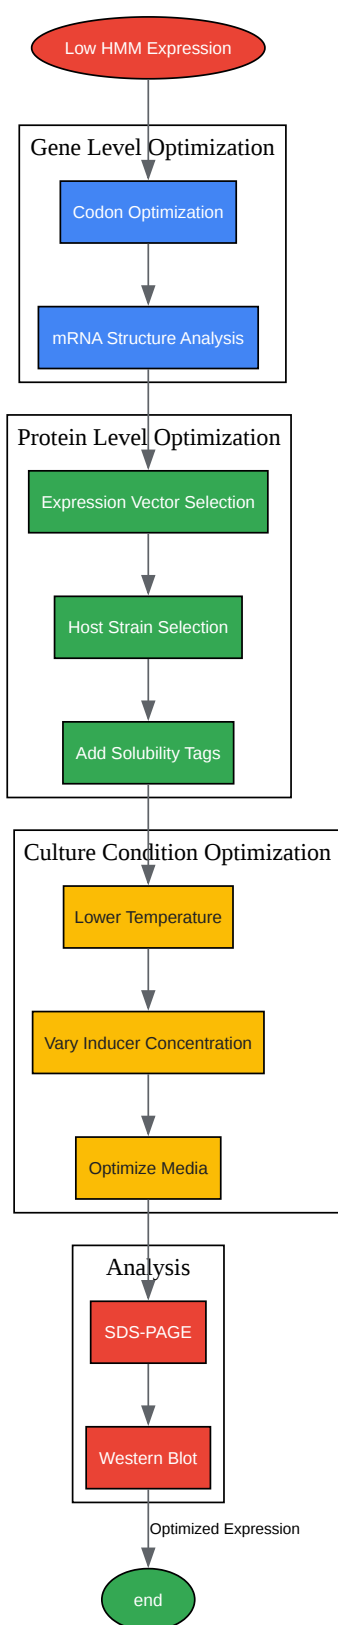 Low HMM Expression
Gene Level Optimization
Codon Optimization
mRNA Structure Analysis
Protein Level Optimization
Expression Vector Selection
Host Strain Selection
Add Solubility Tags
Culture Condition Optimization
Lower Temperature
Vary Inducer Concentration
Optimize Media
Analysis
SDS-PAGE
Western Blot
Optimized Expression
end